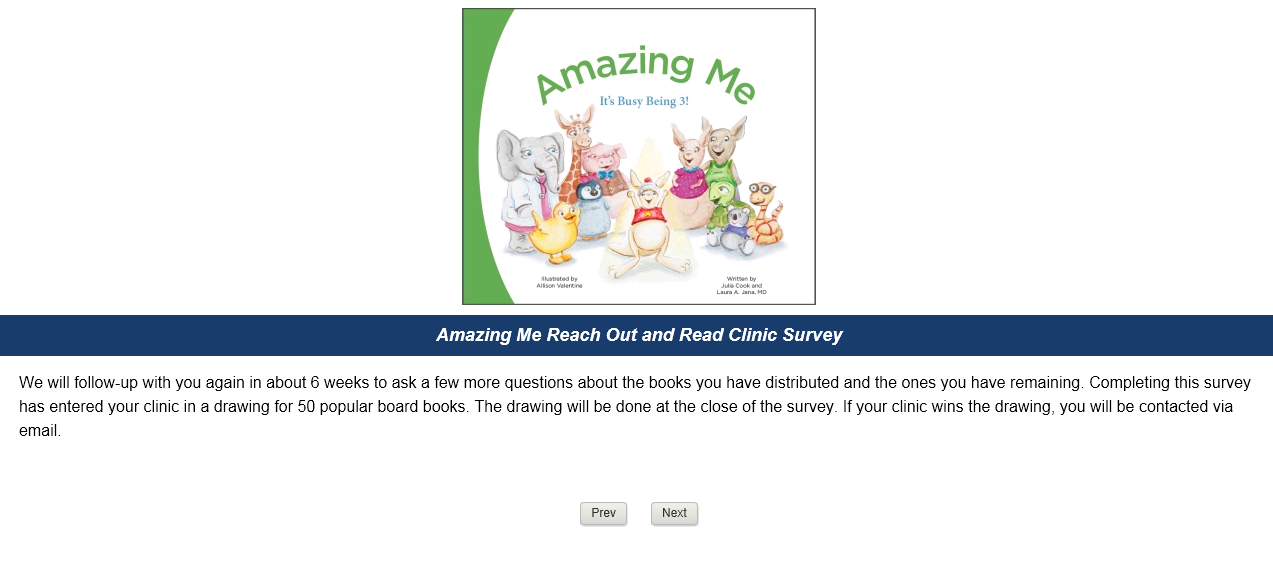 Amazing Me
It's Busy Being 3!
Illustrated by
Allison Valentine
Written by
Julia Cook and
Laura A. Jana, MD
Amazing Me Reach Out and Read Clinic Survey
We will follow-up with you again in about 6 weeks to ask a few more questions about the books you have distributed and the ones you have remaining. Completing this survey
has entered your clinic in a drawing for 50 popular board books. The drawing will be done at the close of the survey. If your clinic wins the drawing, you will be contacted via
email.
Prev
Next